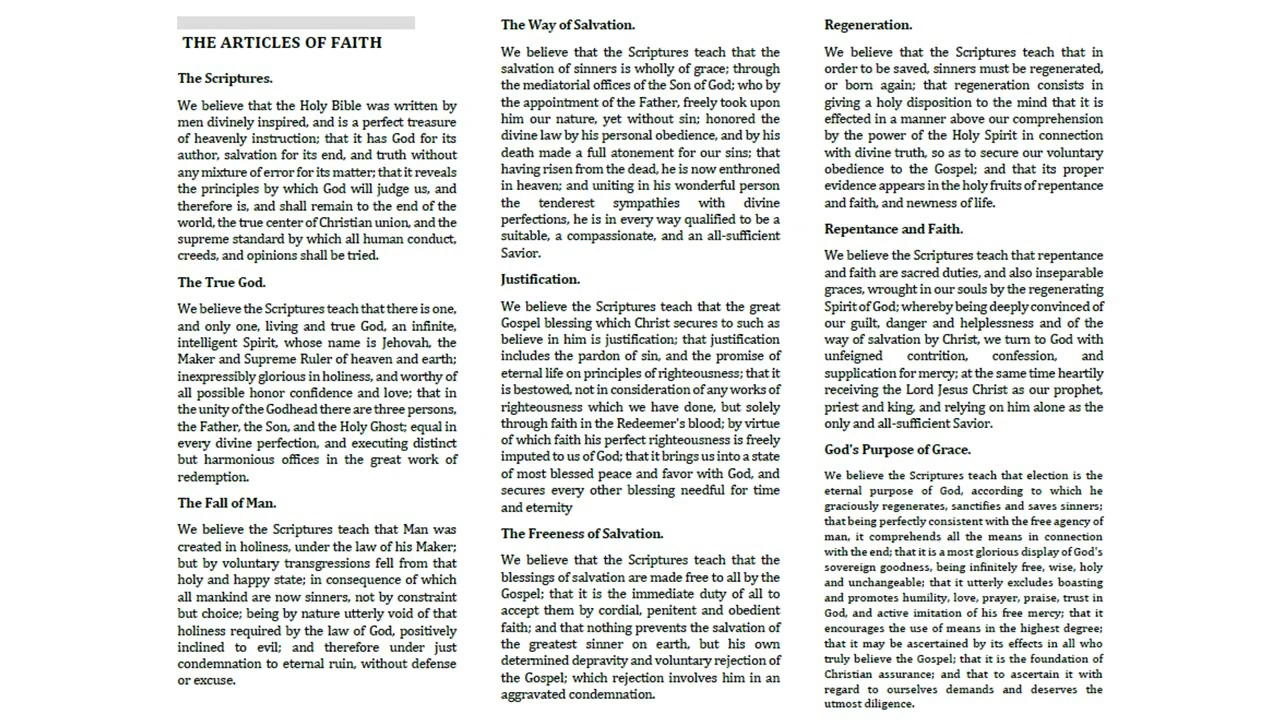 THE ARTICLES OF FAITH
The Scriptures.
We believe that the Holy Bible was written by
men divinely inspired, and is a perfect treasure
of heavenly instruction; that it has God for its
author, salvation for its end, and truth without
any mixture of error for its matter; that it reveals
the principles by which God will judge us, and
therefore is, and shall remain to the end of the
world, the true center of Christian union, and the
supreme standard by which all human conduct,
creeds, and opinions shall be tried.
The True God.
We believe the Scriptures teach that there is one,
and only one, living and true God, an infinite,
intelligent Spirit, whose name is Jehovah, the
Maker and Supreme Ruler of heaven and earth;
inexpressibly glorious in holiness, and worthy of
all possible honor confidence and love; that in
the unity of the Godhead there are three persons,
the Father, the Son, and the Holy Ghost; equal in
every divine perfection, and executing distinct
but harmonious offices in the great work of
redemption.
The Fall of Man.
We believe the Scriptures teach that Man was
created in holiness, under the law of his Maker;
but by voluntary transgressions fell from that
holy and happy state; in consequence of which
all mankind are now sinners, not by constraint
but choice; being by nature utterly void of that
holiness required by the law of God, positively
inclined to evil; and therefore under just
condemnation to eternal ruin, without defense
or excuse.
The Way of Salvation.
We believe that the Scriptures teach that the
salvation of sinners is wholly of grace; through
the mediatorial offices of the Son of God; who by
the appointment of the Father, freely took upon
him our nature, yet without sin; honored the
divine law by his personal obedience, and by his
death made a full atonement for our sins; that
having risen from the dead, he is now enthroned
in heaven; and uniting in his wonderful person
the tenderest sympathies with divine
perfections, he is in every way qualified to be a
suitable, a compassionate, and an all-sufficient
Savior.
Justification.
We believe the Scriptures teach that the great
Gospel blessing which Christ secures to such as
believe in him is justification; that justification
includes the pardon of sin, and the promise of
eternal life on principles of righteousness; that it
is bestowed, not in consideration of any works of
righteousness which we have done, but solely
through faith in the Redeemer's blood; by virtue
of which faith his perfect righteousness is freely
imputed to us of God; that it brings us into a state
of most blessed peace and favor with God, and
secures every other blessing needful for time
and eternity
The Freeness of Salvation.
We believe that the Scriptures teach that the
blessings of salvation are made free to all by the
Gospel; that it is the immediate duty of all to
accept them by cordial, penitent and obedient
faith; and that nothing prevents the salvation of
the greatest sinner on earth, but his own
determined depravity and voluntary rejection of
the Gospel; which rejection involves him in an
aggravated condemnation.
Regeneration.
We believe that the Scriptures teach that in
order to be saved, sinners must be regenerated,
or born again; that regeneration consists in
giving a holy disposition to the mind that it is
effected in a manner above our comprehension
by the power of the Holy Spirit in connection
with divine truth, so as to secure our voluntary
obedience to the Gospel; and that its proper
evidence appears in the holy fruits of repentance
and faith, and newness of life.
Repentance and Faith.
We believe the Scriptures teach that repentance
and faith are sacred duties, and also inseparable
graces, wrought in our souls by the regenerating
Spirit of God; whereby being deeply convinced of
our guilt, danger and helplessness and of the
way of salvation by Christ, we turn to God with
unfeigned contrition, confession, and
supplication for mercy; at the same time heartily
receiving the Lord Jesus Christ as our prophet,
priest and king, and relying on him alone as the
only and all-sufficient Savior.
God's Purpose of Grace.
We believe the Scriptures teach that election is the
eternal purpose of God, according to which he
graciously regenerates, sanctifies and saves sinners;
that being perfectly consistent with the free agency of
man, it comprehends all the means in connection
with the end; that it is a most glorious display of God's
sovereign goodness, being infinitely free, wise, holy
and unchangeable; that it utterly excludes boasting
and promotes humility, love, prayer, praise, trust in
God, and active imitation of his free mercy; that it
encourages the use of means in the highest degree;
that it may be ascertained by its effects in all who
truly believe the Gospel; that it is the foundation of
Christian assurance; and that to ascertain it with
regard to ourselves demands and deserves the
utmost diligence.